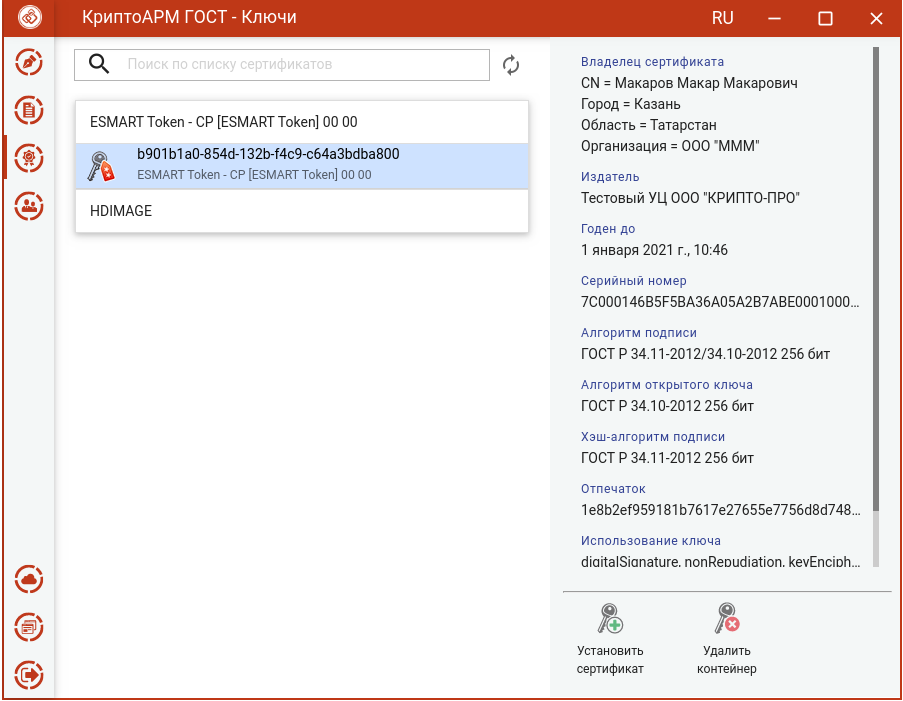 КриптоАРМ ГОСТ - Ключи
RU
Поиск по списку сертификатов
ESMART Token - CP [ESMART Token] 00 00
b901b1a0-854d-132b-f4c9-c64a3bdba800
ESMART Token - CP [ESMART Token] 00 00
HDIMAGE
Владелец сертификата
CN = Макаров Макар Макарович
Город = Казань
Область = Татарстан
Организация = ООО "МММ"
Издатель
Тестовый УЦ ООО "КРИПТО-ПРО"
Годен до
1 января 2021 г., 10:46
Серийный номер
7C000146B5F5BA36A05A2B7ABE0001000...
Алгоритм подписи
ГОСТ Р 34.11-2012/34.10-2012 256 бит
Алгоритм открытого ключа
ГОСТ Р 34.10-2012 256 бит
Хэш-алгоритм подписи
ГОСТ Р 34.11-2012 256 бит
Отпечаток
1e8b2ef959181b7617e27655e7756d8d748...
Использование ключа
digitalSignature, nonRepudiation, keyEnciph...
Установить
сертификат
Удалить
контейнер